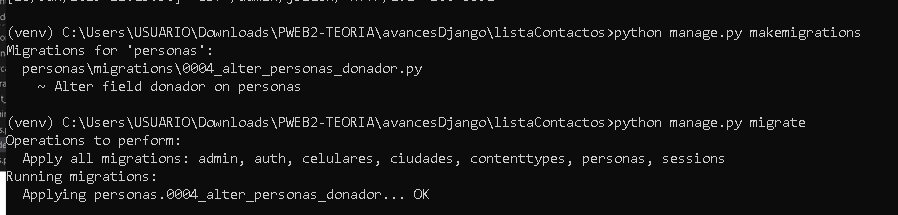 (venv) C:\Users\USUARIO\Downloads\PWEB2-TEORIA\avancesDjango\listaContactos>python manage.py makemigrations
Migrations for 'personas':
  personas\migrations\0004_alter_personas_donador.py
    ~ Alter field donador on personas
(venv) C:\Users\USUARIO\Downloads\PWEB2-TEORIA\avancesDjango\listaContactos>python manage.py migrate
Operations to perform:
  Apply all migrations: admin, auth, celulares, ciudades, contenttypes, personas, sessions
Running migrations:
  Applying personas.0004_alter_personas_donador... OK